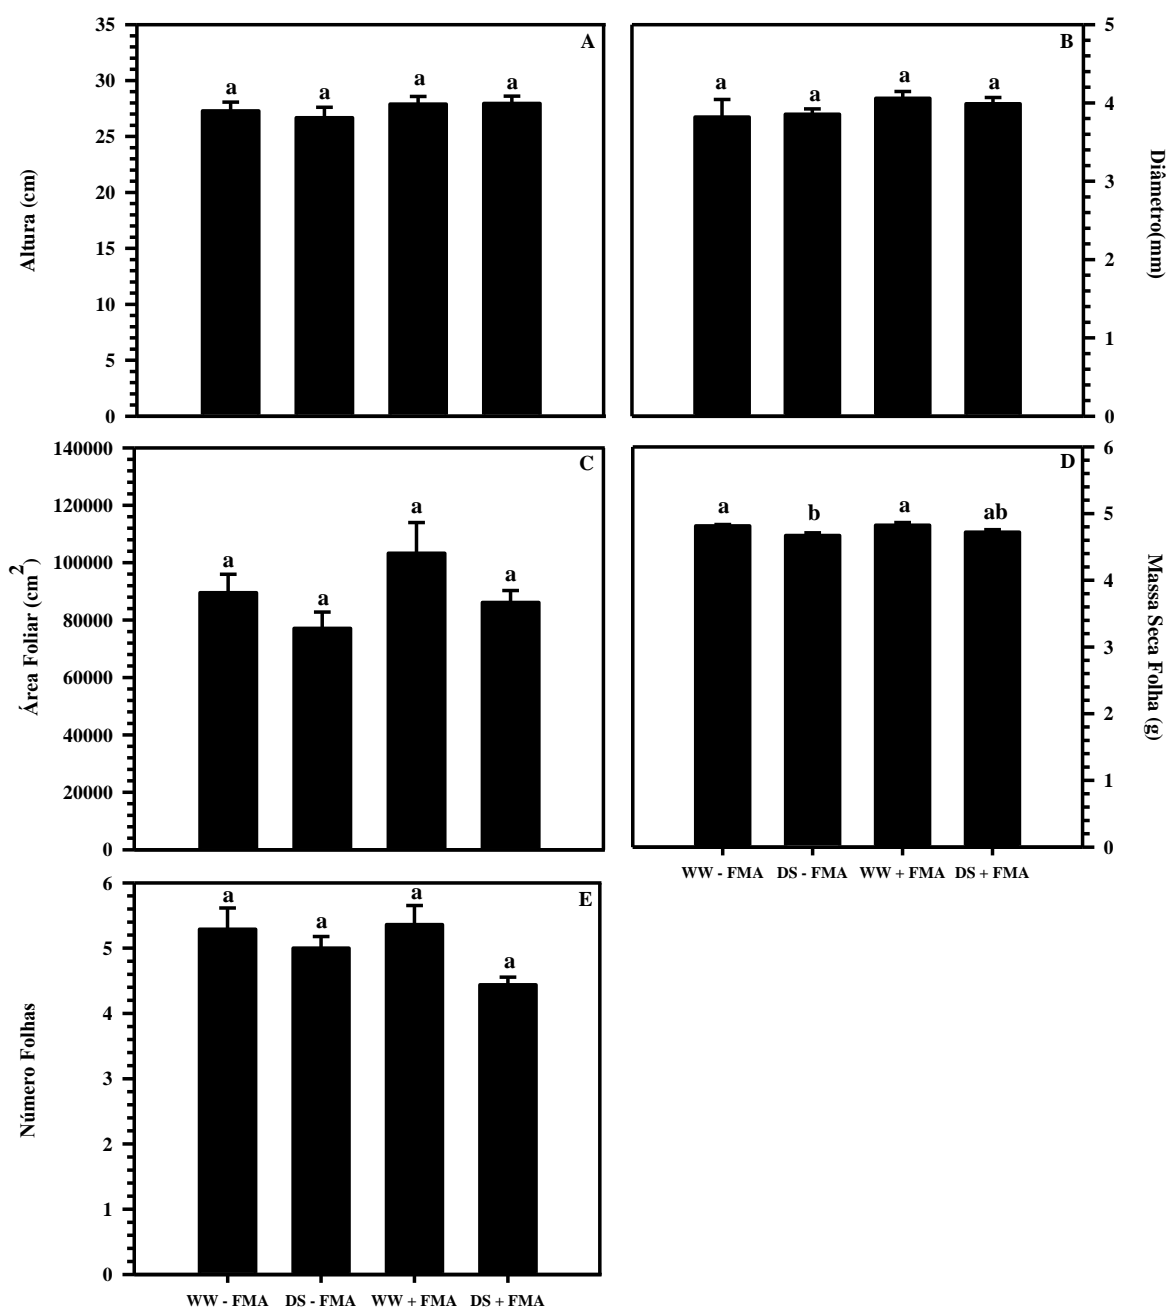 35
30
25
20
15
10
5
0
Altura (cm)
A
a a a a
5
4
3
2
1
0
Diâmetro(mm)
B
a a a a
140000
120000
100000
80000
60000
40000
20000
0
Área Foliar (cm2)
C
a a a a
6
5
4
3
2
1
0
Massa Seca Folha (g)
D
a b a ab
WW - FMA DS - FMA WW + FMA DS + FMA
6
5
4
3
2
1
0
Número Folhas
E
a a a a
WW - FMA DS - FMA WW + FMA DS + FMA